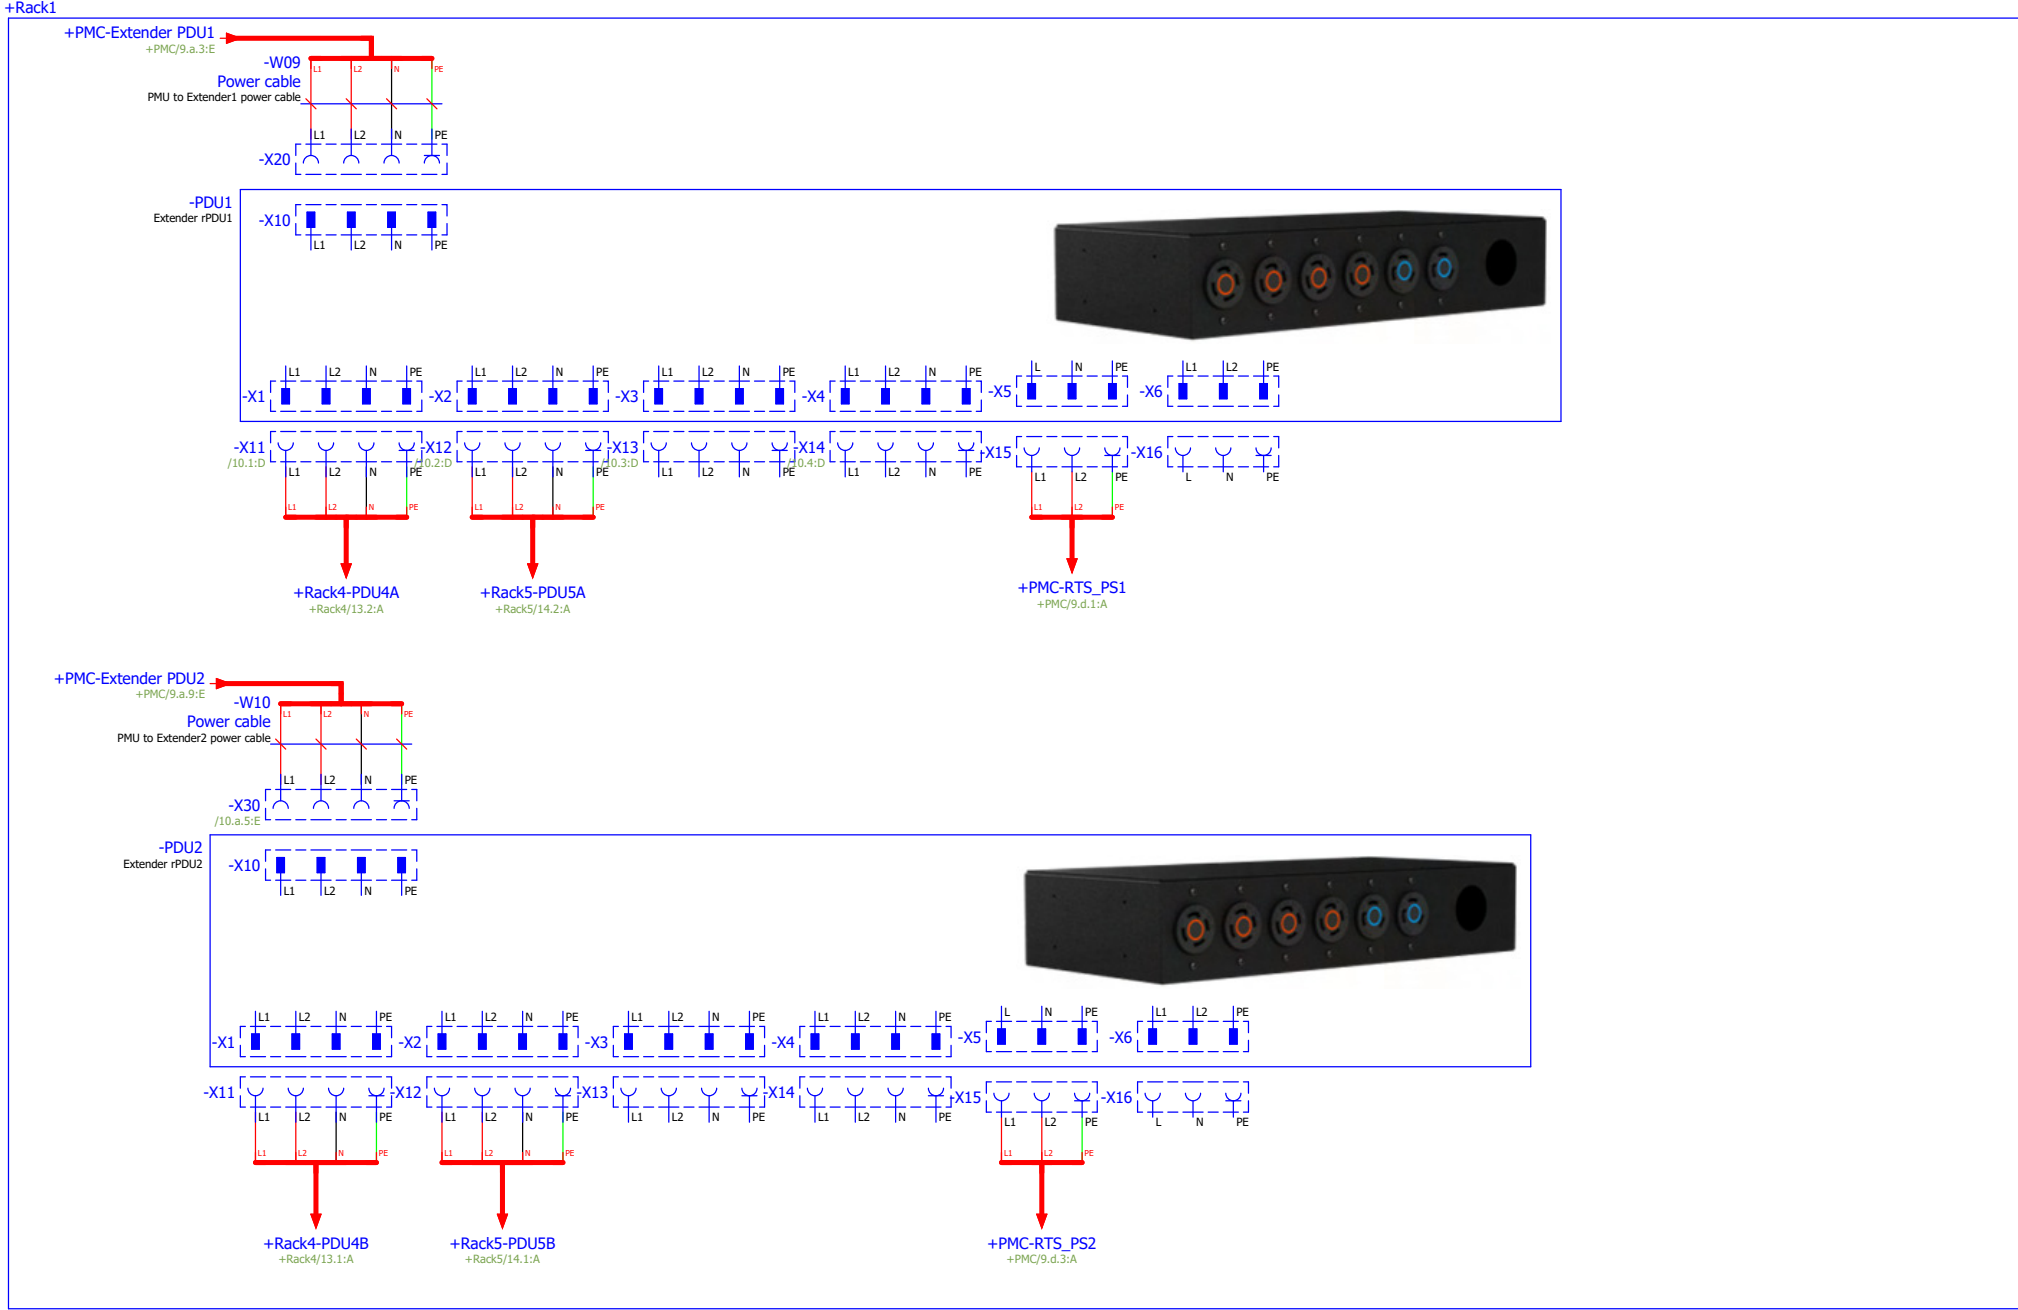 +Rack1
+PMC-Extender PDU1
+PMC/9.a.3:E
-W09
Power cable
PMU to Extender1 power cable
L1 L2 N PE
L1 L2 N PE
-X20
-PDU1
Extender rPDU1
-X10
L1 L2 N PE
L1 L2 N PE L1 L2 N PE L1 L2 N PE L1 L2 N PE L N PE L1 L2 PE
-X1 -X2 -X3 -X4 -X5 -X6
-X11 -X12 -X13 -X14 -X15 -X16
/10.1:D /10.2:D /10.3:D /10.4:D
L1 L2 N PE L1 L2 N PE L1 L2 N PE L1 L2 N PE L1 L2 PE L N PE
L1 L2 N PE L1 L2 N PE L1 L2 PE
+Rack4-PDU4A +Rack5-PDU5A +PMC-RTS_PS1
+Rack4/13.2:A +Rack5/14.2:A +PMC/9.d.1:A
+PMC-Extender PDU2
+PMC/9.a.9:E
-W10
Power cable
PMU to Extender2 power cable
L1 L2 N PE
L1 L2 N PE
-X30
/10.a.5:E
-PDU2
Extender rPDU2
-X10
L1 L2 N PE
L1 L2 N PE L1 L2 N PE L1 L2 N PE L1 L2 N PE L N PE L1 L2 PE
-X1 -X2 -X3 -X4 -X5 -X6
-X11 -X12 -X13 -X14 -X15 -X16
L1 L2 N PE L1 L2 N PE L1 L2 N PE L1 L2 N PE L1 L2 PE L N PE
L1 L2 N PE L1 L2 N PE L1 L2 PE
+Rack4-PDU4B +Rack5-PDU5B +PMC-RTS_PS2
+Rack4/13.1:A +Rack5/14.1:A +PMC/9.d.3:A